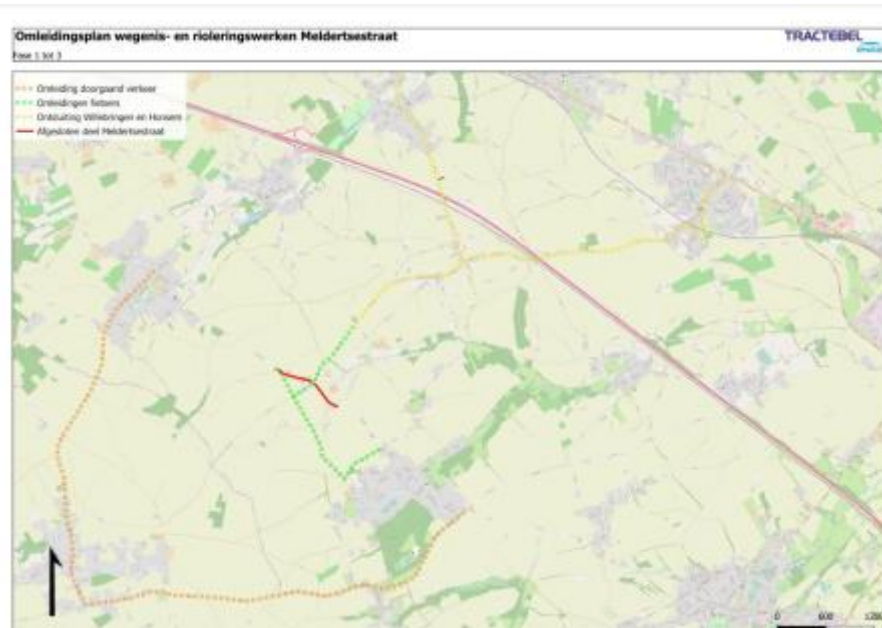 Omleidingsplan wegenis- en rioleringswerken Meldertsestraat
TRACTEBEL
Fase 1 tot 3
Omleiding doorgaand verkeer
Omleidingen fietsers
Ontsluiting Willebringen en Honsem
Afgesloten deel Meldertsestraat
0 600 1200